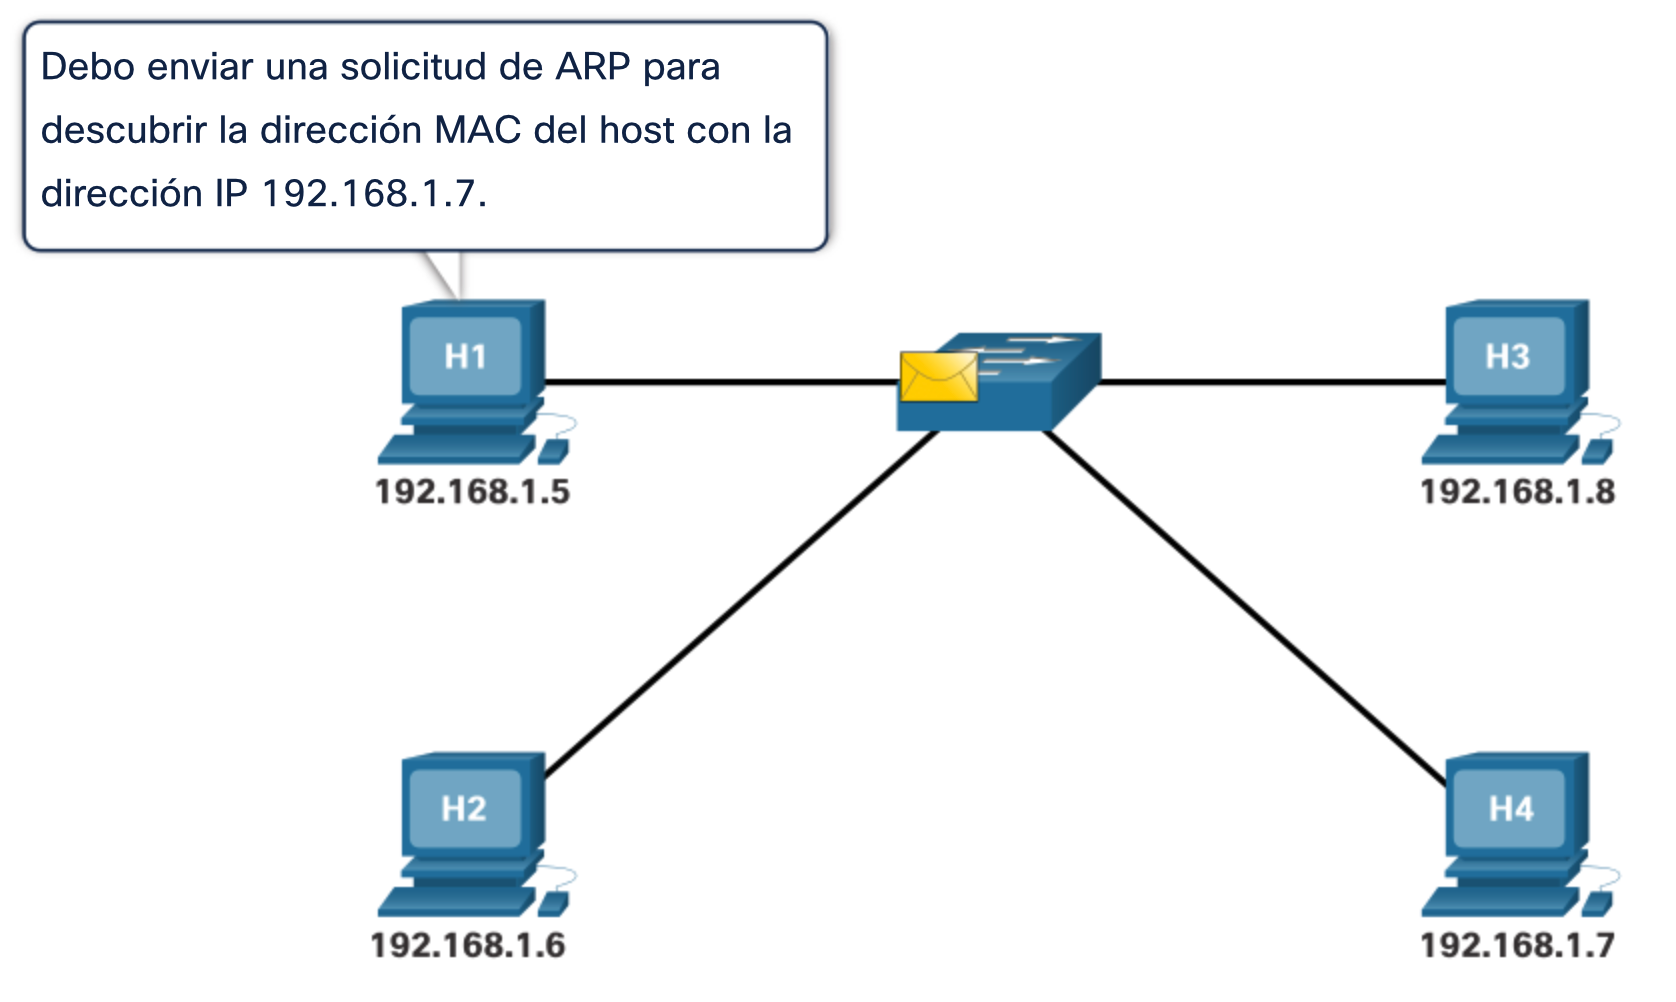 Debo enviar una solicitud de ARP para
descubrir la dirección MAC del host con la
dirección IP 192.168.1.7.
H1
H3
192.168.1.5
192.168.1.8
H2
H4
192.168.1.6
192.168.1.7